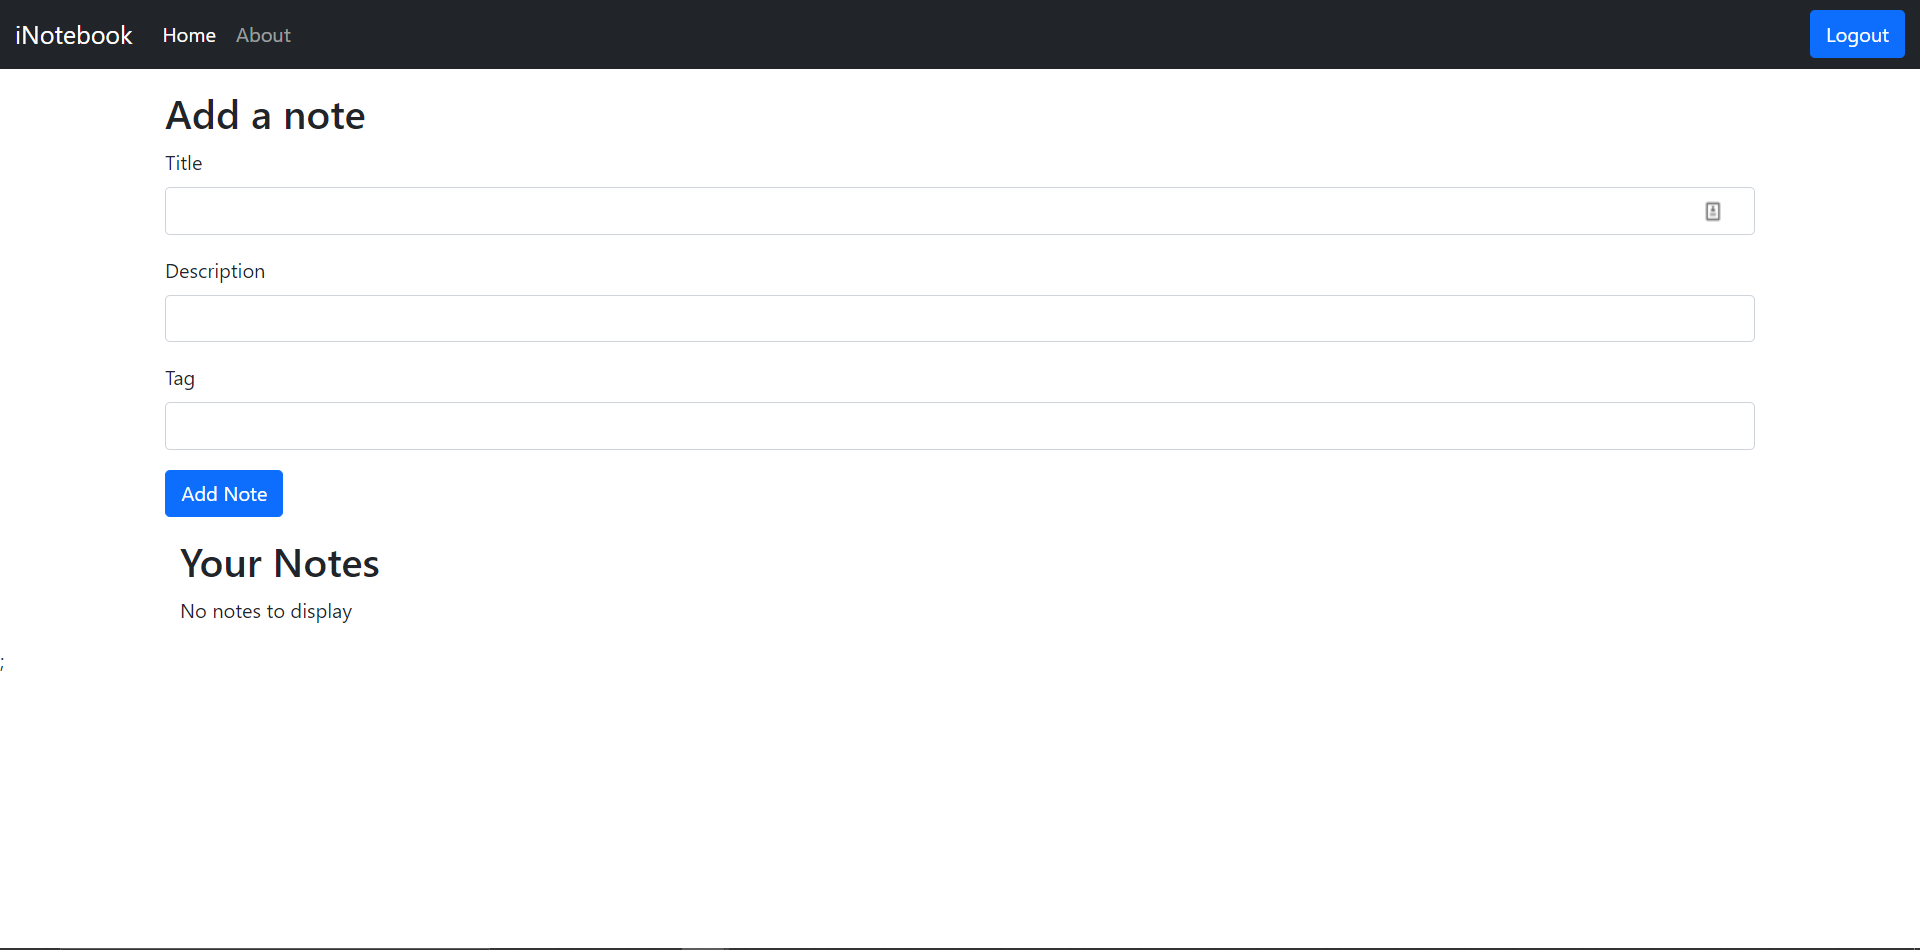 iNotebook Home About Logout
Add a note
Title
Description
Tag
Add Note
Your Notes
No notes to display
;